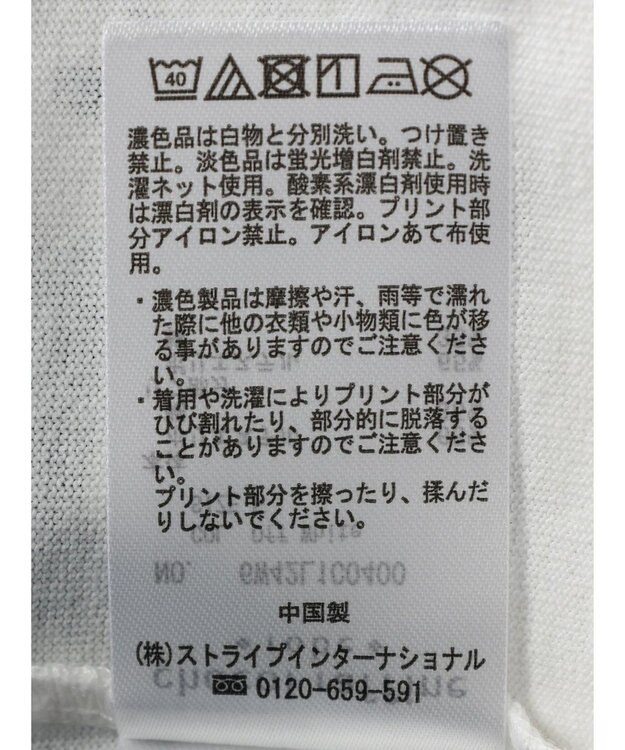 40
濃色品は白物と分別洗い。つけ置き
禁止。淡色品は蛍光増白剤禁止。洗
濯ネット使用。酸素系漂白剤使用時
は漂白剤の表示を確認。プリント部
分アイロン禁止。アイロンあて布使
用。
・濃色製品は摩擦や汗、雨等で濡れ
た際に他の衣類や小物類に色が移
る事がありますのでご注意くださ
い。
・着用や洗濯によりプリント部分が
ひび割れたり、部分的に脱落する
ことがありますのでご注意くださ
い。
プリント部分を擦ったり、揉んだ
りしないでください。
COL Off White
NO. 6W42L1C0400
中国製
(株)ストライプインターナショナル
0120-659-591